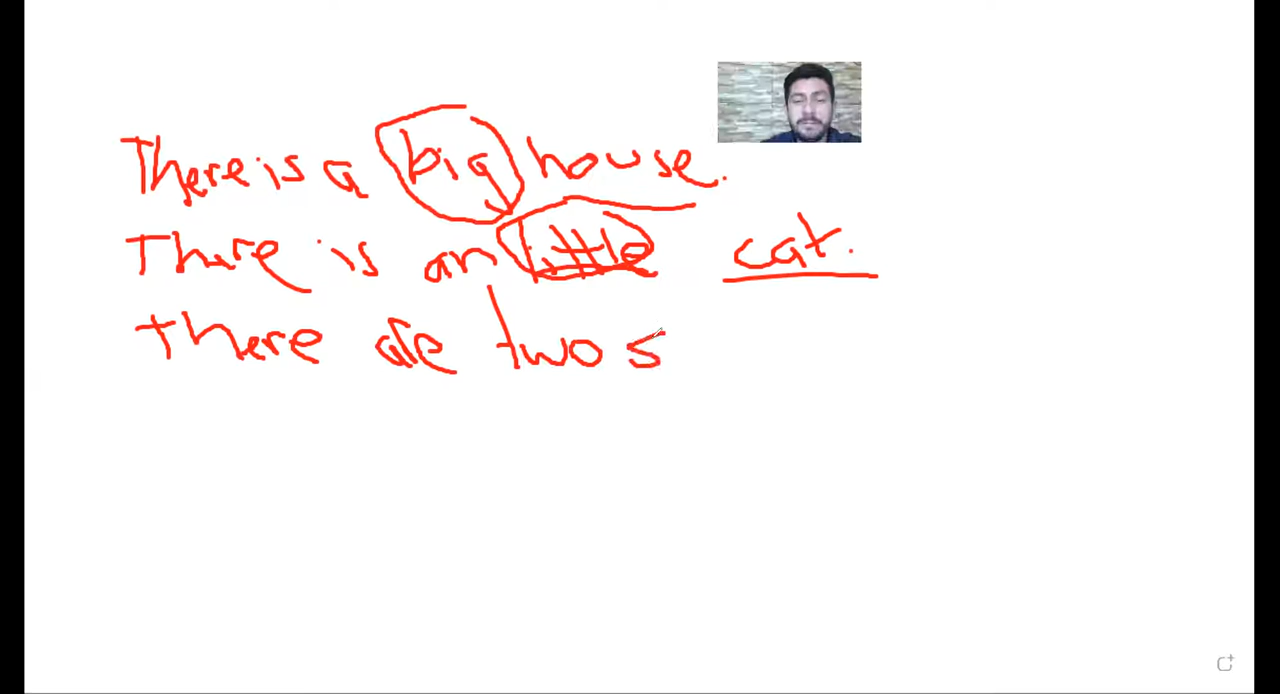 There is a big house.
There is an little cat.
there are two s